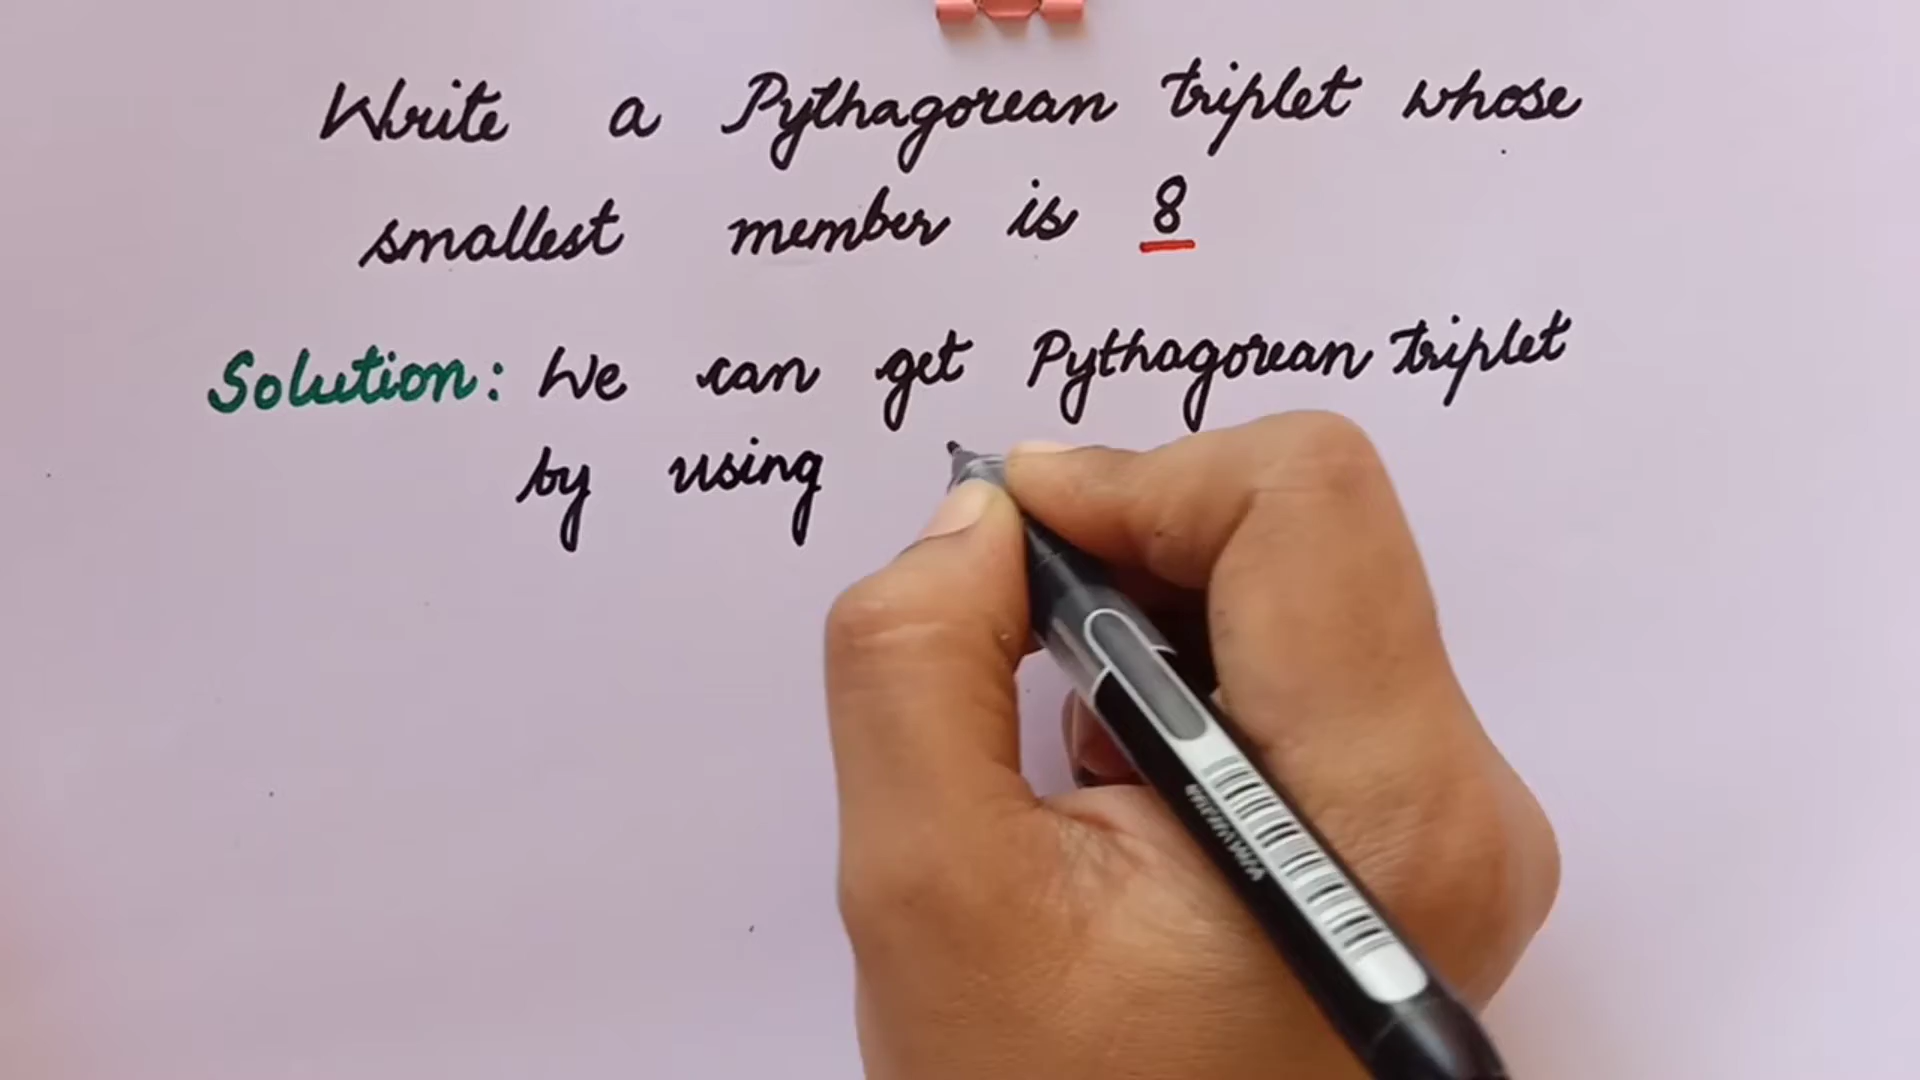 Write a Pythagorean triplet whose
smallest member is 8
Solution: We can get Pythagorean triplet
by using